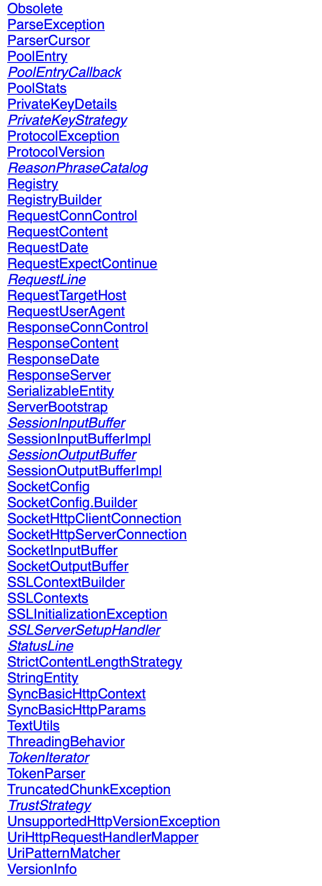 Obsolete
ParseException
ParserCursor
PoolEntry
PoolEntryCallback
PoolStats
PrivateKeyDetails
PrivateKeyStrategy
ProtocolException
ProtocolVersion
ReasonPhraseCatalog
Registry
RegistryBuilder
RequestConnControl
RequestContent
RequestDate
RequestExpectContinue
RequestLine
RequestTargetHost
RequestUserAgent
ResponseConnControl
ResponseContent
ResponseDate
ResponseServer
SerializableEntity
ServerBootstrap
SessionInputBuffer
SessionInputBufferImpl
SessionOutputBuffer
SessionOutputBufferImpl
SocketConfig
SocketConfig.Builder
SocketHttpClientConnection
SocketHttpServerConnection
SocketInputBuffer
SocketOutputBuffer
SSLContextBuilder
SSLContexts
SSLInitializationException
SSLServerSetupHandler
StatusLine
StrictContentLengthStrategy
StringEntity
SyncBasicHttpContext
SyncBasicHttpParams
TextUtils
ThreadingBehavior
TokenIterator
TokenParser
TruncatedChunkException
TrustStrategy
UnsupportedHttpVersionException
UriHttpRequestHandlerMapper
UriPatternMatcher
VersionInfo